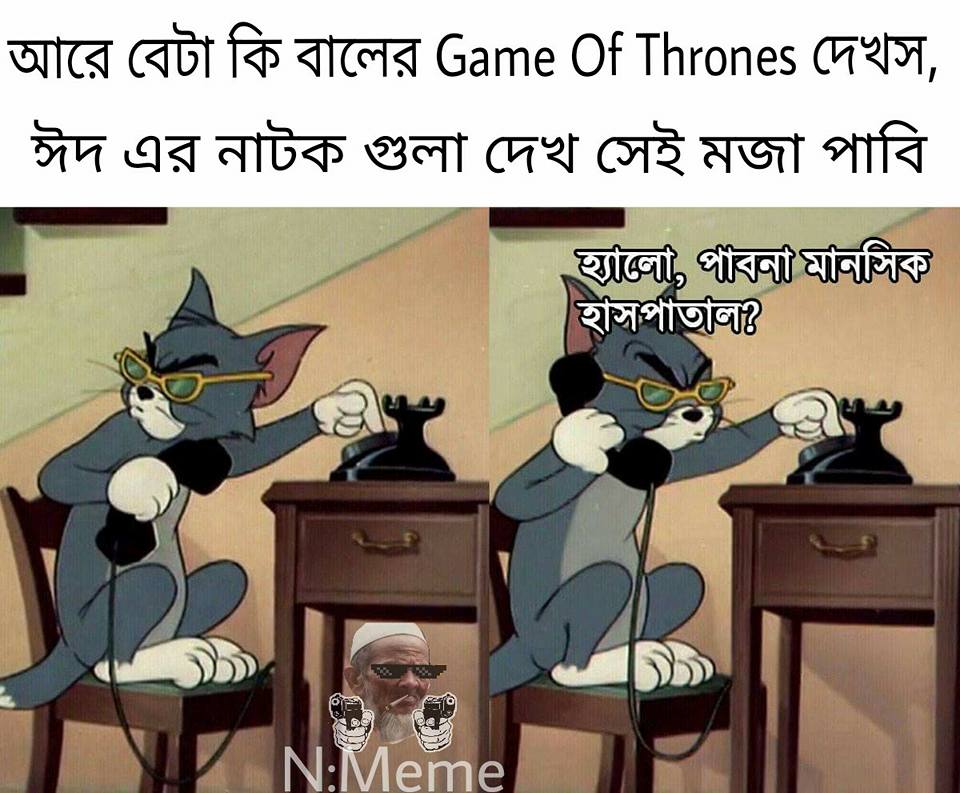 আরে বেটা কি বালের Game Of Thrones দেখস,
ঈদ এর নাটক গুলা দেখ সেই মজা পাবি
হ্যালো, পাবনা মানসিক
হাসপাতাল?
N:Meme